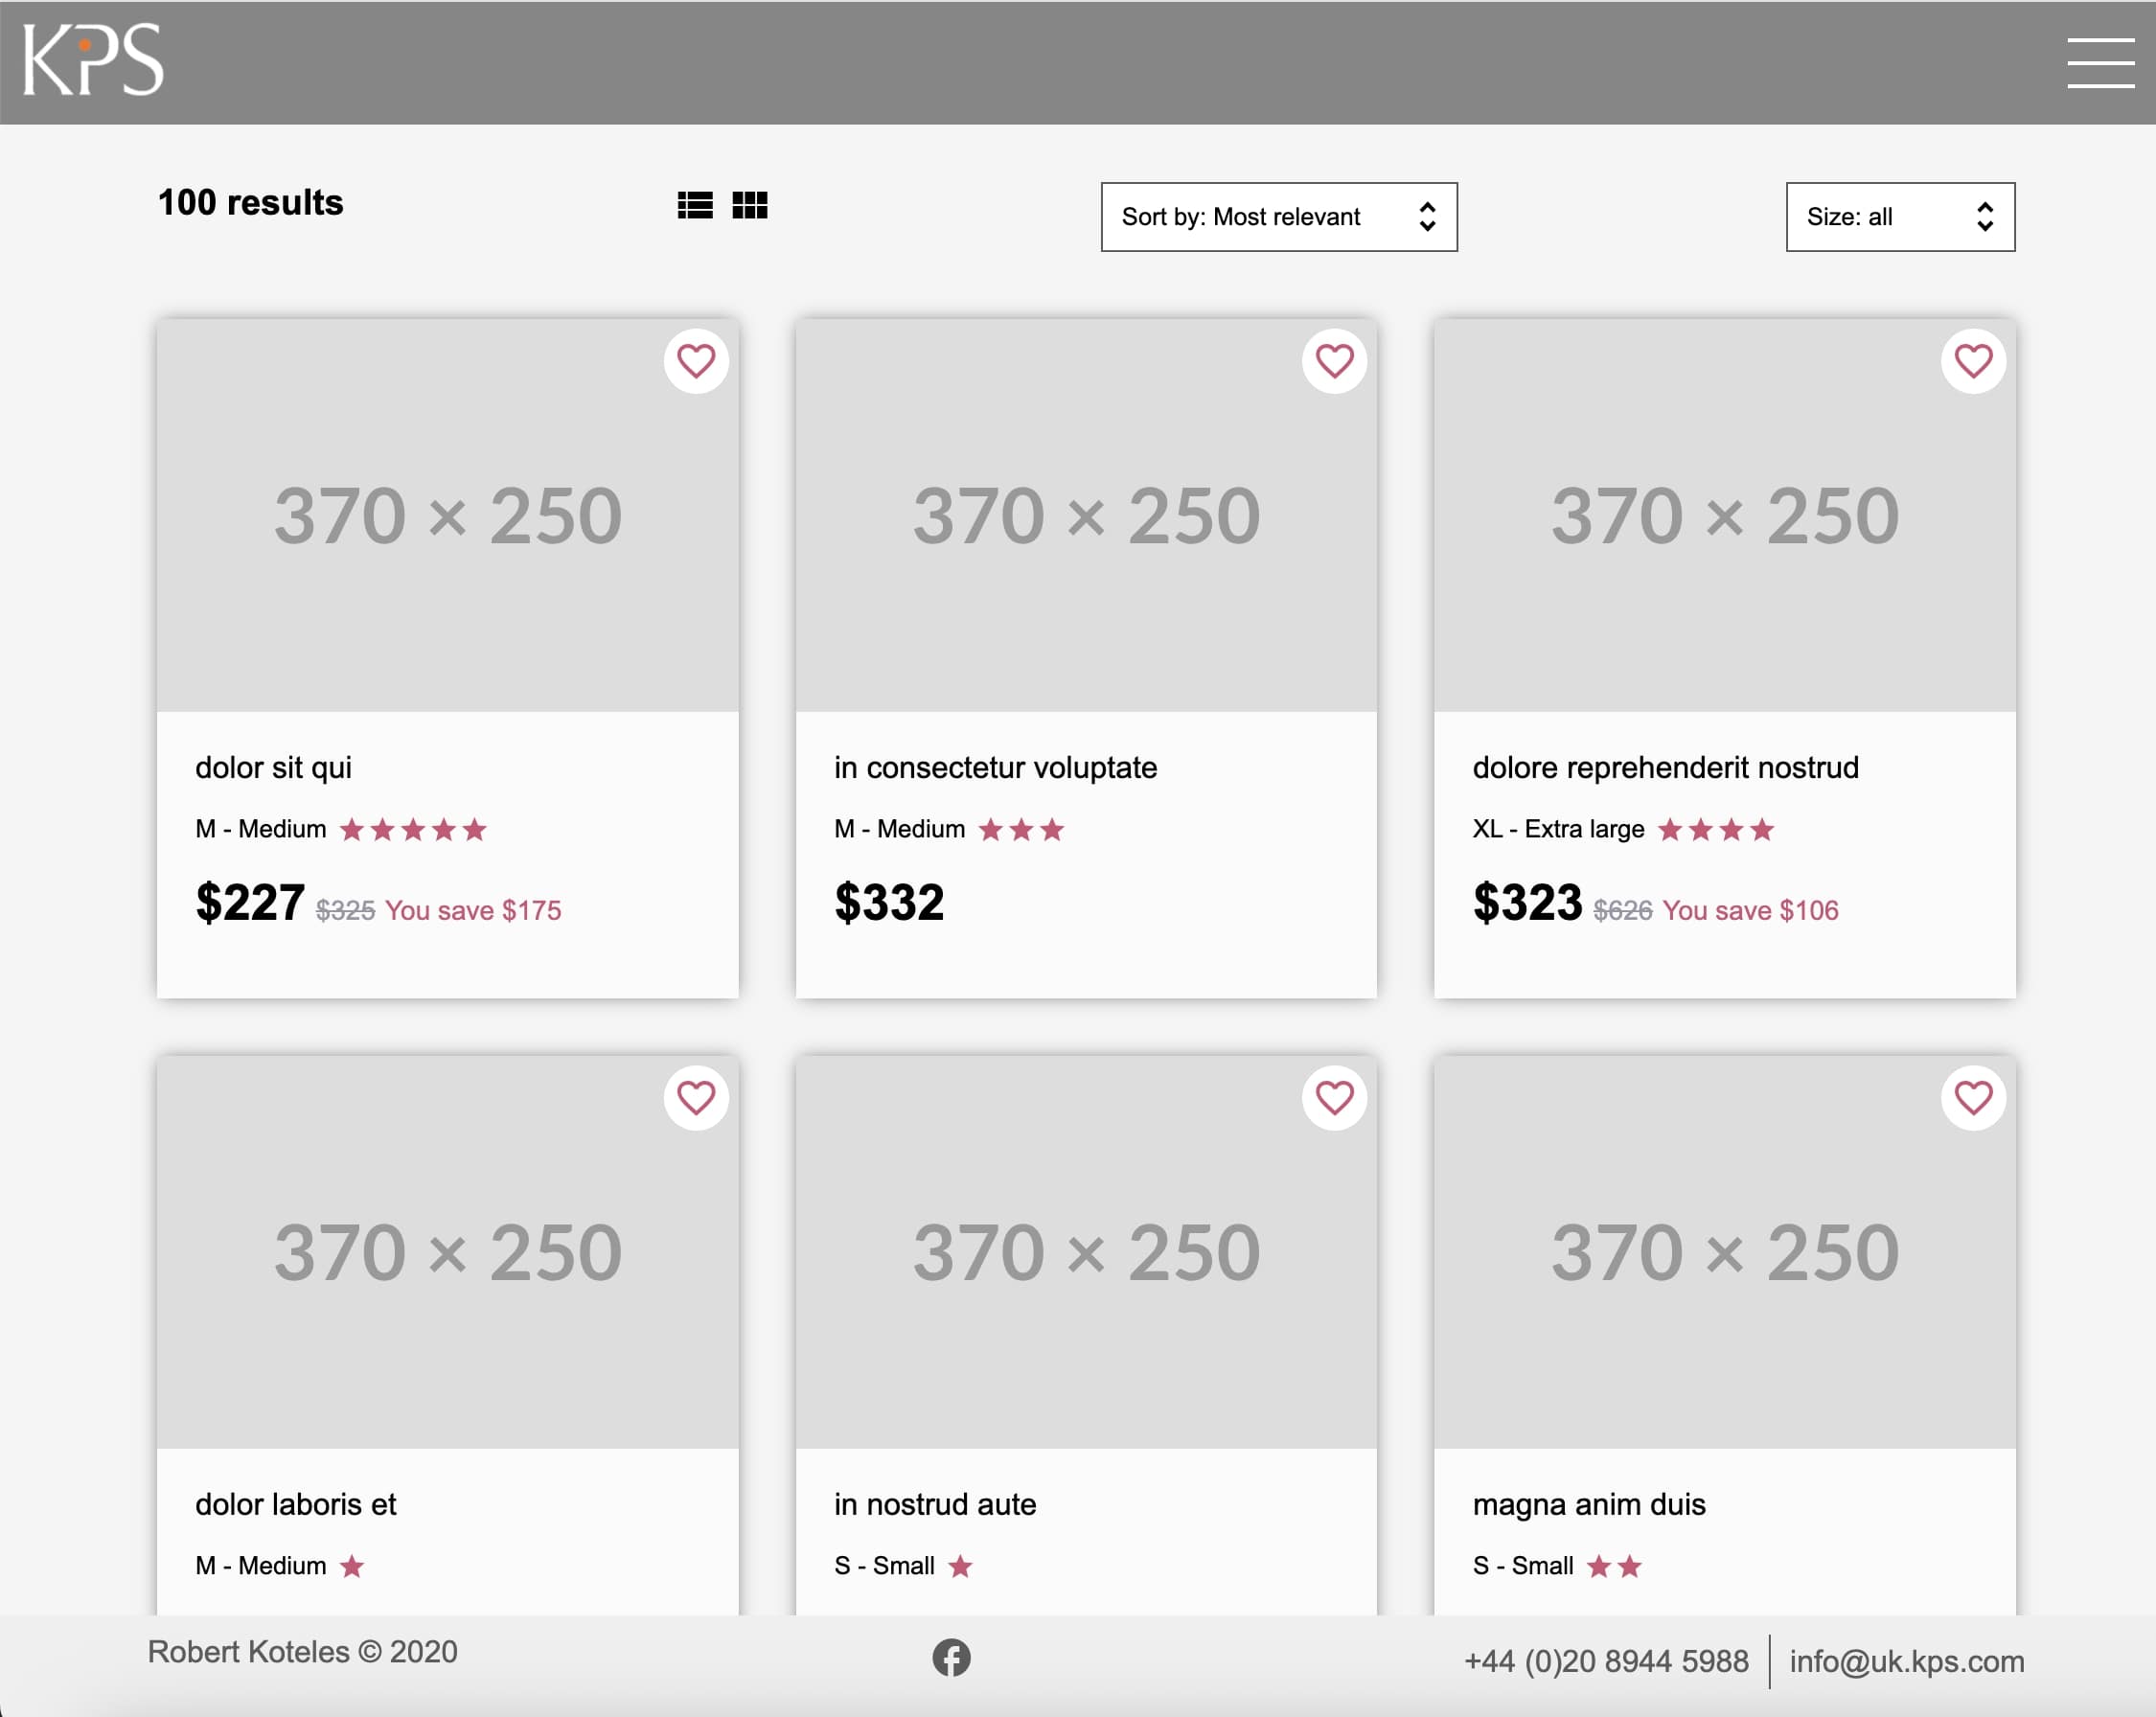 KPS
100 results
Sort by: Most relevant
Size: all
370 × 250
370 × 250
370 × 250
dolor sit qui
M - Medium
$227 $325 You save $175
in consectetur voluptate
M - Medium
$332
dolore reprehenderit nostrud
XL - Extra large
$323 $626 You save $106
370 × 250
370 × 250
370 × 250
dolor laboris et
M - Medium
in nostrud aute
S - Small
magna anim duis
S - Small
Robert Koteles © 2020
+44 (0)20 8944 5988
info@uk.kps.com